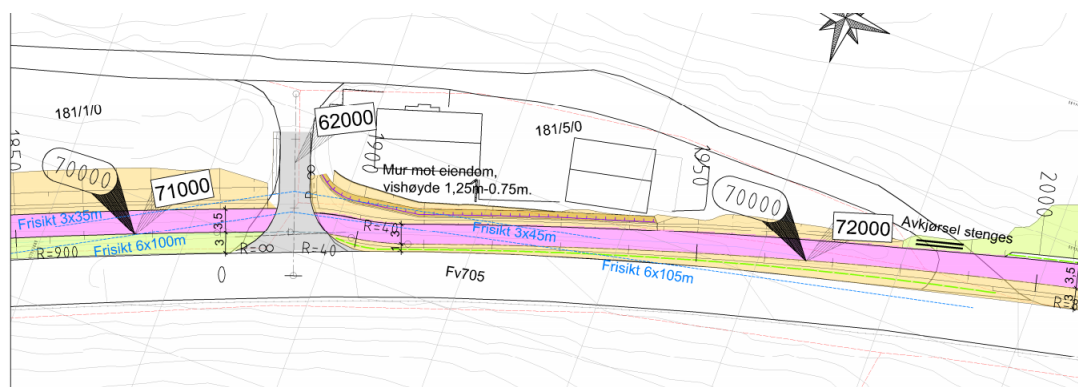 62000
181/1/0
1850
1900
181/5/0
1950
2000
70000
71000
Mur mot eiendom,
vishøyde 1,25m-0.75m.
70000
72000
Avkjørsel stenges
Frisikt 3x35m
Frisikt 6x100m
3 3,5
R=900
R=∞
R=40
R=40
8
Frisikt 3x45m
Frisikt 6x105m
3 3,5
0
Fv705